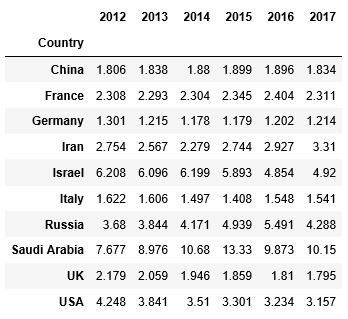 2012 2013 2014 2015 2016 2017
Country
China 1.806 1.838 1.88 1.899 1.896 1.834
France 2.308 2.293 2.304 2.345 2.404 2.311
Germany 1.301 1.215 1.178 1.179 1.202 1.214
Iran 2.754 2.567 2.279 2.744 2.927 3.31
Israel 6.208 6.096 6.199 5.893 4.854 4.92
Italy 1.622 1.606 1.497 1.408 1.548 1.541
Russia 3.68 3.844 4.171 4.939 5.491 4.288
Saudi Arabia 7.677 8.976 10.68 13.33 9.873 10.15
UK 2.179 2.059 1.946 1.859 1.81 1.795
USA 4.248 3.841 3.51 3.301 3.234 3.157